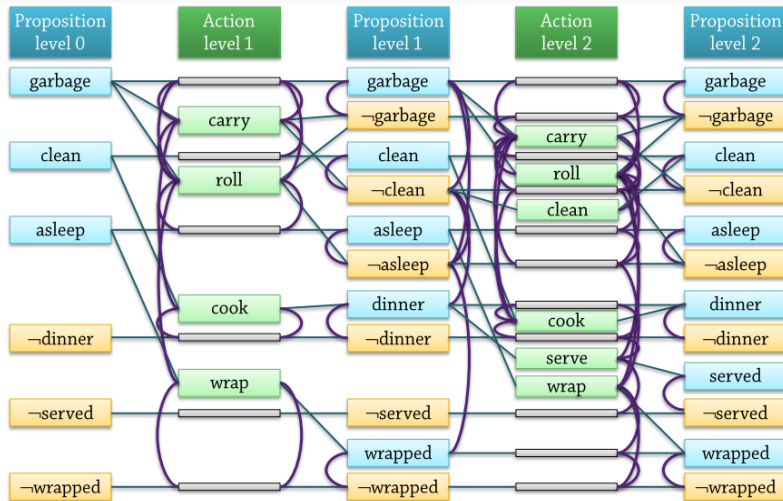 Proposition level 0
Action level 1
Proposition level 1
Action level 2
Proposition level 2
garbage
clean
asleep
¬dinner
¬served
¬wrapped
carry
roll
cook
wrap
garbage
¬garbage
clean
¬clean
asleep
¬asleep
dinner
¬dinner
¬served
wrapped
¬wrapped
carry
roll
clean
cook
serve
wrap
garbage
¬garbage
clean
¬clean
asleep
¬asleep
dinner
¬dinner
served
¬served
wrapped
¬wrapped